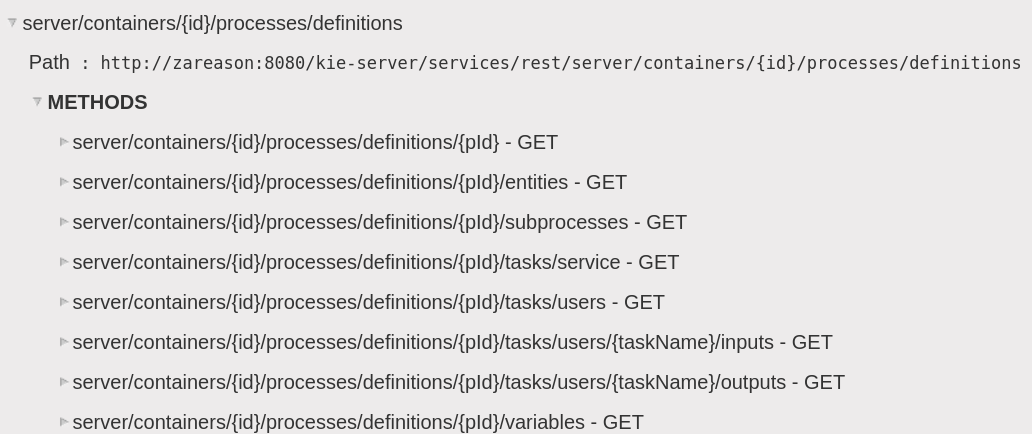 server/containers/{id}/processes/definitions
Path : http://zareason:8080/kie-server/services/rest/server/containers/{id}/processes/definitions
METHODS
server/containers/{id}/processes/definitions/{pId} - GET
server/containers/{id}/processes/definitions/{pId}/entities - GET
server/containers/{id}/processes/definitions/{pId}/subprocesses - GET
server/containers/{id}/processes/definitions/{pId}/tasks/service - GET
server/containers/{id}/processes/definitions/{pId}/tasks/users - GET
server/containers/{id}/processes/definitions/{pId}/tasks/users/{taskName}/inputs - GET
server/containers/{id}/processes/definitions/{pId}/tasks/users/{taskName}/outputs - GET
server/containers/{id}/processes/definitions/{pId}/variables - GET